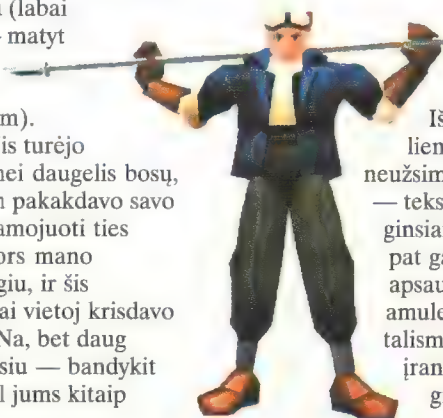 (labai
matyt
m).
is turėjo
nei daugelis bosų,
pakakdavo savo
amojuoti ties
ors mano
giu, ir šis
ai vietoj krisdavo
Na, bet daug
siu — bandykit
l jums kitaip
Iš
liem
neužsim
— teks
ginsiai
pat ga
apsau
amule
talism
įran
g